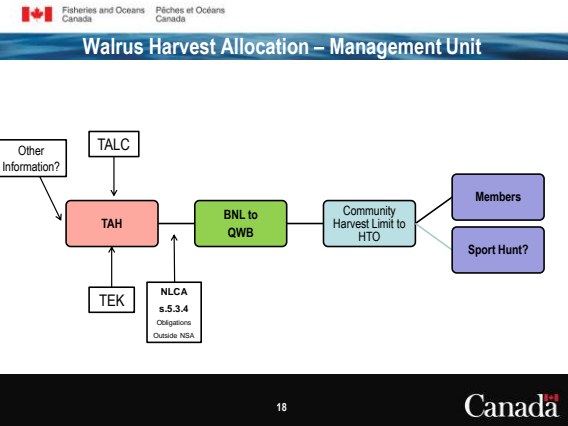 Fisheries and Oceans Pêches et Océans
Canada Canada
Walrus Harvest Allocation – Management Unit
Other
Information?
TALC
TAH
BNL to
QWB
Community
Harvest Limit to
HTO
Members
Sport Hunt?
TEK
NLCA
s.5.3.4
Obligations
Outside NSA
18
Canada